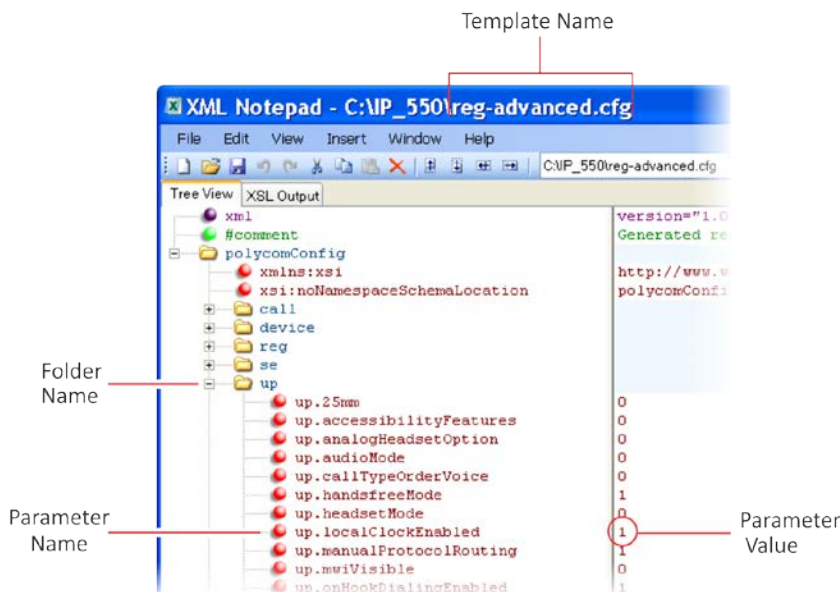 Template Name
XML Notepad - C:\IP_550\reg-advanced.cfg
File Edit View Insert Window Help
C:\IP_550\reg-advanced.cfg
Tree View XSL Output
xml version="1.0
#comment Generated re
polycomConfig
xmlns:xsi http://www.w
xsi:noNamespaceSchemaLocation polycomConfi
call
device
reg
se
Folder Name
up
up.25mm 0
up.accessibilityFeatures 0
up.analogHeadsetOption 0
up.audioMode 0
up.callTypeOrderVoice 0
up.handsfreeMode 1
up.headsetMode 0
Parameter Name
up.localClockEnabled 1
Parameter Value
up.manualProtocolRouting 1
up.mwiVisible 0
up.onHookDialingEnabled 1